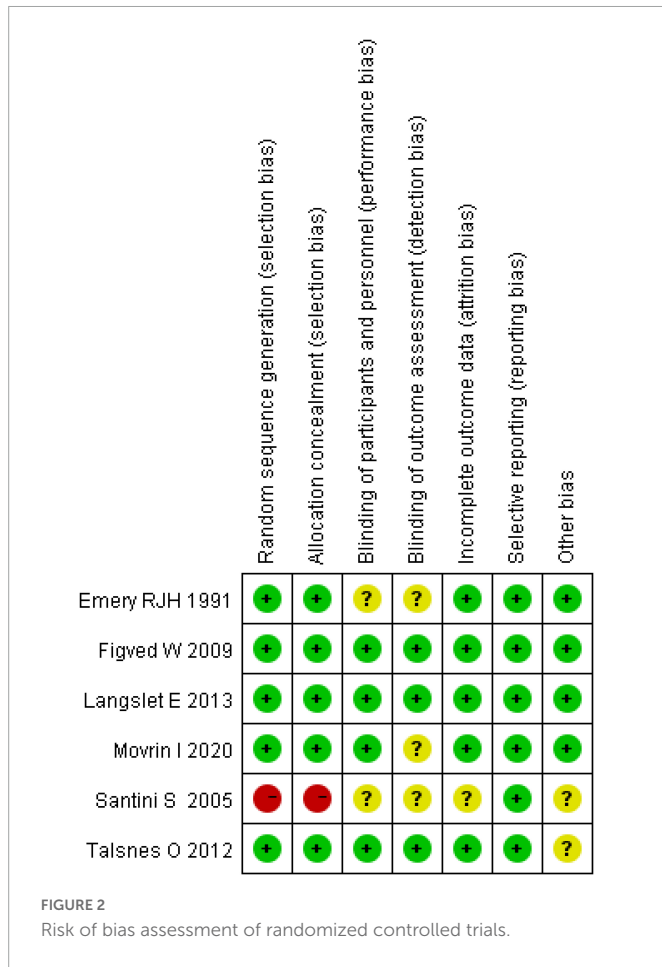 Random sequence generation (selection bias)
Allocation concealment (selection bias)
Blinding of participants and personnel (performance bias)
Blinding of outcome assessment (detection bias)
Incomplete outcome data (attrition bias)
Selective reporting (reporting bias)
Other bias
Emery RJH 1991 + + ? ? + + +
Figved W 2009 + + + + + + +
Langslet E 2013 + + + + + + +
Movrin I 2020 + + + ? + + +
Santini S 2005 - - ? ? ? + ?
Talsnes O 2012 + + + + + + ?
FIGURE 2
Risk of bias assessment of randomized controlled trials.